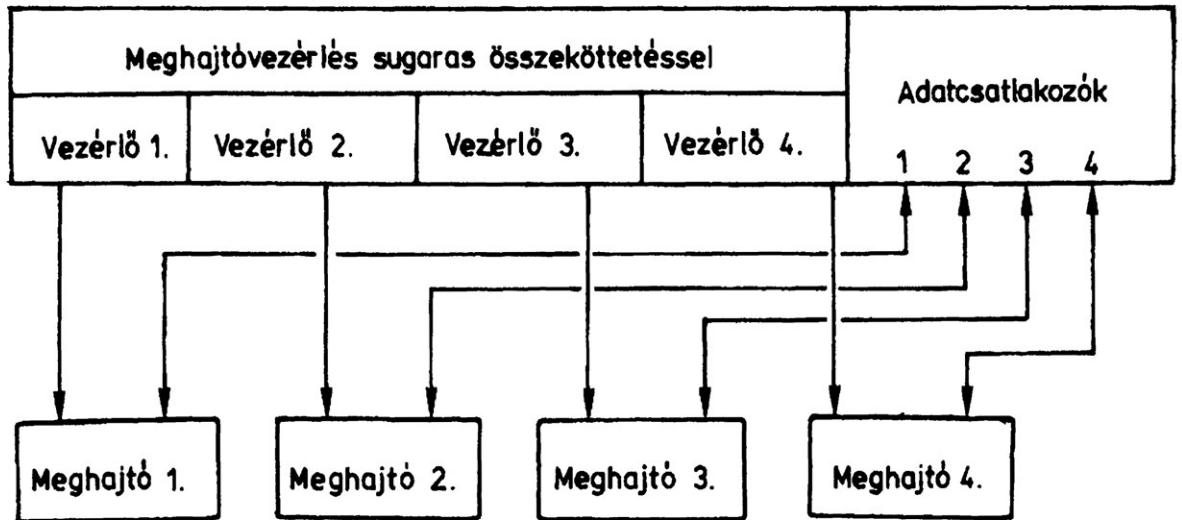 Meghajtóvezérlés sugaras összeköttetéssel
Adatcsatlakozók
Vezérlő 1.
Vezérlő 2.
Vezérlő 3.
Vezérlő 4.
1 2 3 4
Meghajtó 1.
Meghajtó 2.
Meghajtó 3.
Meghajtó 4.